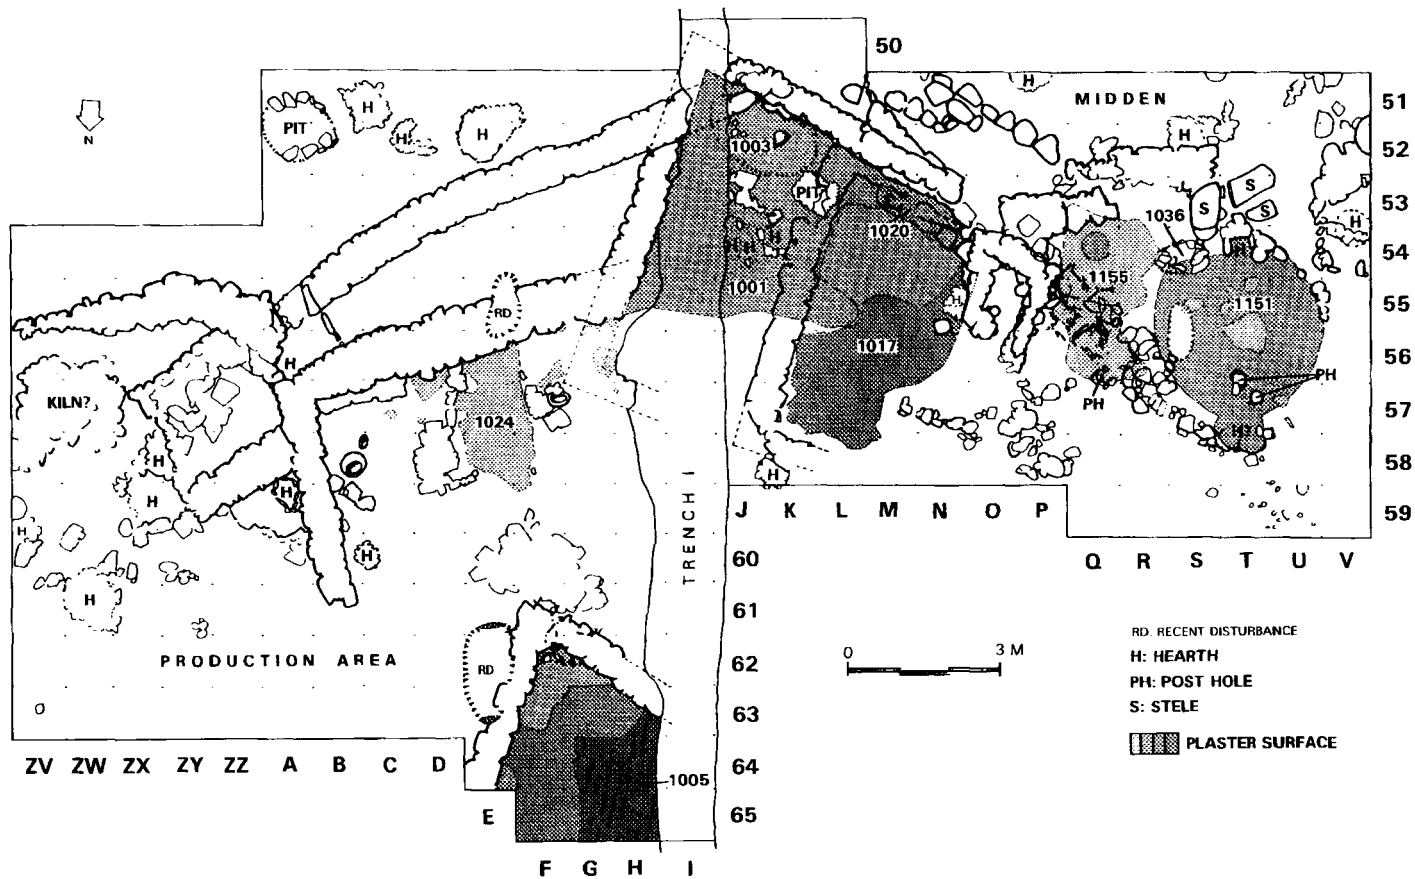 50
MIDDEN
H
51
PIT
H
H
H
H
N
52
1003
53
PIT
S
S
S
H
1036
H
H
H
1020
H
54
1001
1155
1151
55
RD
H
56
1017
H
PH
KILN?
1024
PH
57
H
H?
58
H
H
H
59
J K L M N O P
H
H
60
Q R S T U V
TRENCH I
H
61
RD. RECENT DISTURBANCE
0 3 M
H: HEARTH
PRODUCTION AREA
RD
62
PH: POST HOLE
S: STELE
63
PLASTER SURFACE
ZV ZW ZX ZY ZZ A B C D
64
1005
E
65
F G H I